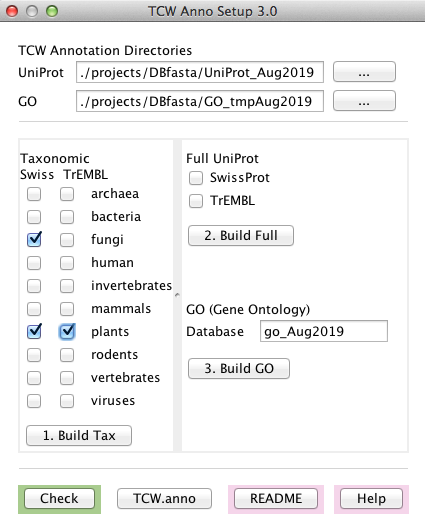 TCW Anno Setup 3.0
TCW Annotation Directories
UniProt ./projects/DBfasta/UniProt_Aug2019 ...
GO ./projects/DBfasta/GO_tmpAug2019 ...
Taxonomic
Swiss TrEMBL
archaea
bacteria
fungi
human
invertebrates
mammals
plants
rodents
vertebrates
viruses
1. Build Tax
Full UniProt
SwissProt
TrEMBL
2. Build Full
GO (Gene Ontology)
Database go_Aug2019
3. Build GO
Check TCW.anno README Help